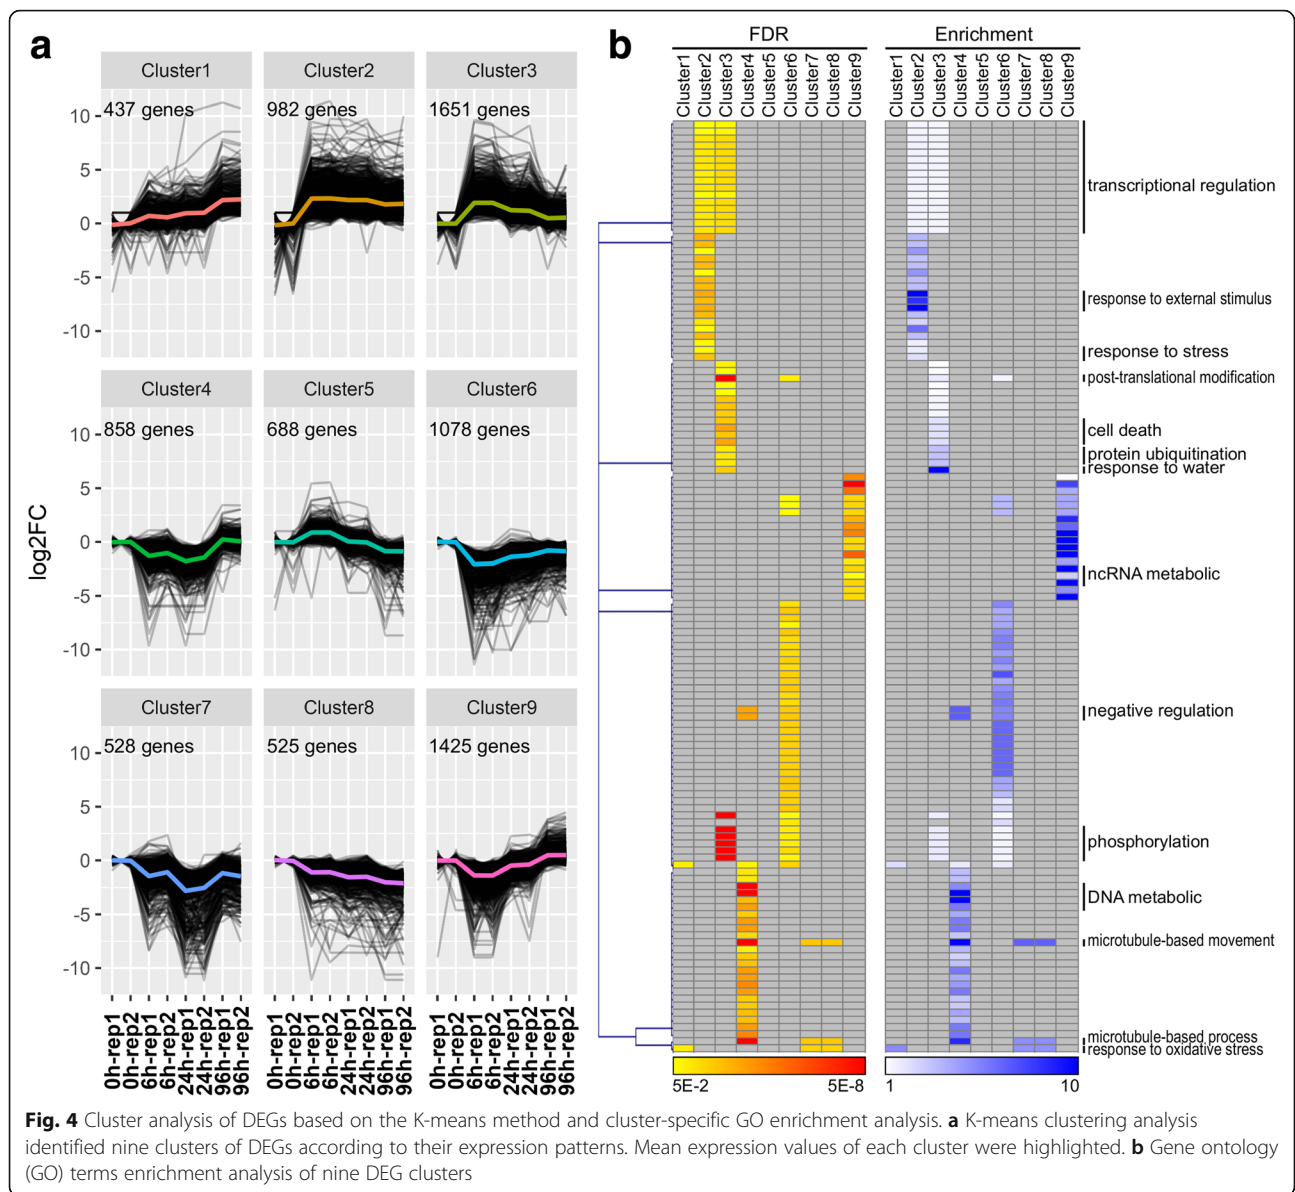 a
Cluster1
Cluster2
Cluster3
437 genes
982 genes
1651 genes
10
5
0
-5
-10
Cluster4
Cluster5
Cluster6
858 genes
688 genes
1078 genes
10
5
0
-5
-10
log2FC
Cluster7
Cluster8
Cluster9
528 genes
525 genes
1425 genes
10
5
0
-5
-10
0h-rep1
0h-rep2
6h-rep1
6h-rep2
24h-rep1
24h-rep2
96h-rep1
96h-rep2
0h-rep1
0h-rep2
6h-rep1
6h-rep2
24h-rep1
24h-rep2
96h-rep1
96h-rep2
0h-rep1
0h-rep2
6h-rep1
6h-rep2
24h-rep1
24h-rep2
96h-rep1
96h-rep2
b
FDR
Enrichment
Cluster1
Cluster2
Cluster3
Cluster4
Cluster5
Cluster6
Cluster7
Cluster8
Cluster9
Cluster1
Cluster2
Cluster3
Cluster4
Cluster5
Cluster6
Cluster7
Cluster8
Cluster9
transcriptional regulation
response to external stimulus
response to stress
post-translational modification
cell death
protein ubiquitination
response to water
ncRNA metabolic
negative regulation
phosphorylation
DNA metabolic
microtubule-based movement
microtubule-based process
response to oxidative stress
5E-2
5E-8
1
10
Fig. 4 Cluster analysis of DEGs based on the K-means method and cluster-specific GO enrichment analysis. a K-means clustering analysis
identified nine clusters of DEGs according to their expression patterns. Mean expression values of each cluster were highlighted. b Gene ontology
(GO) terms enrichment analysis of nine DEG clusters